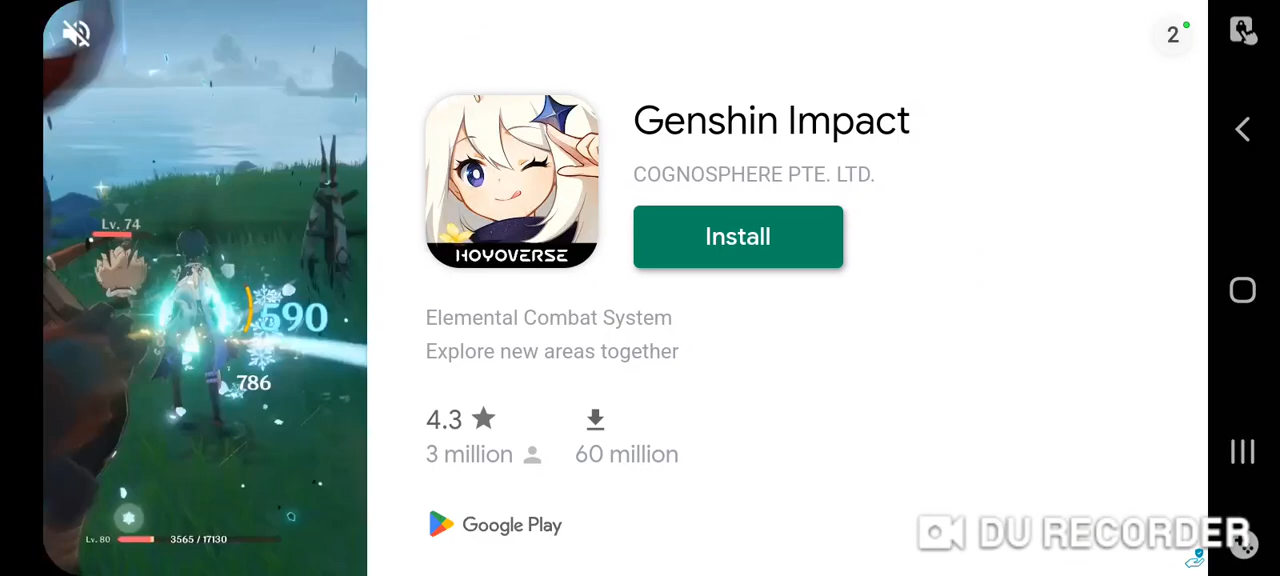 2
Lv. 74
590
786
Lv. 80
3565 / 17130
HOYOVERSE
Genshin Impact
COGNOSPHERE PTE. LTD.
Install
Elemental Combat System
Explore new areas together
4.3
3 million
60 million
Google Play
DU RECORDER